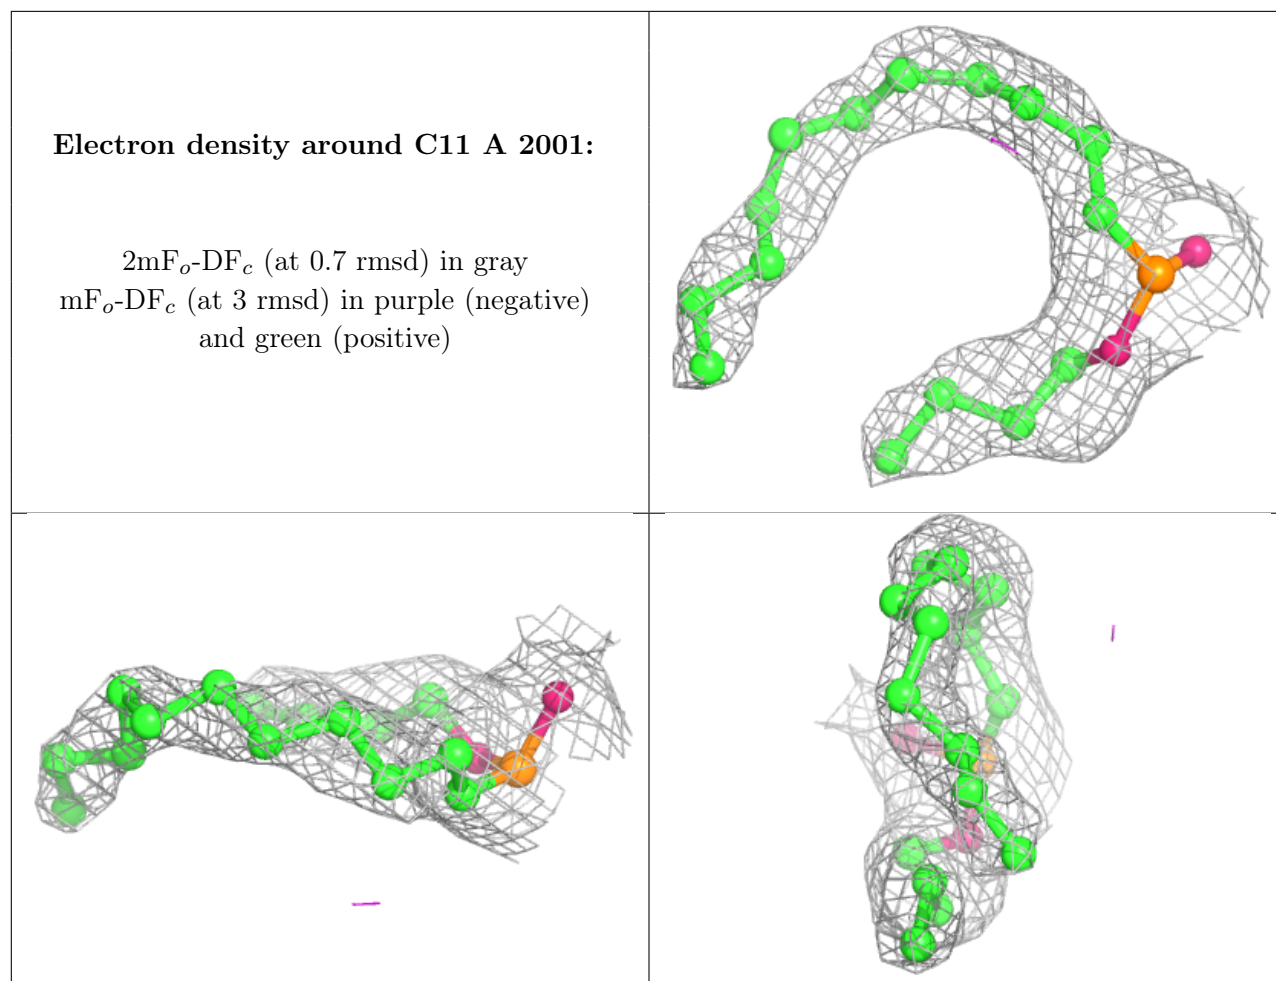 Electron density around C11 A 2001:
2mFo-DFc (at 0.7 rmsd) in gray
mFo-DFc (at 3 rmsd) in purple (negative)
and green (positive)